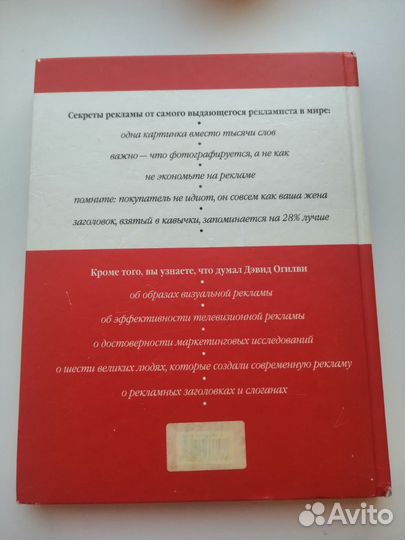 Секреты рекламы от самого выдающегося рекламиста в мире:
одна картинка вместо тысячи слов
важно — что фотографируется, а не как
не экономьте на рекламе
помните: покупатель не идиот, он совсем как ваша жена
заголовок, взятый в кавычки, запоминается на 28% лучше
Кроме того, вы узнаете, что думал Дэвид Огилви
об образах визуальной рекламы
об эффективности телевизионной рекламы
о достоверности маркетинговых исследований
о шести великих людях, которые создали современную рекламу
о рекламных заголовках и слоганах
Avito